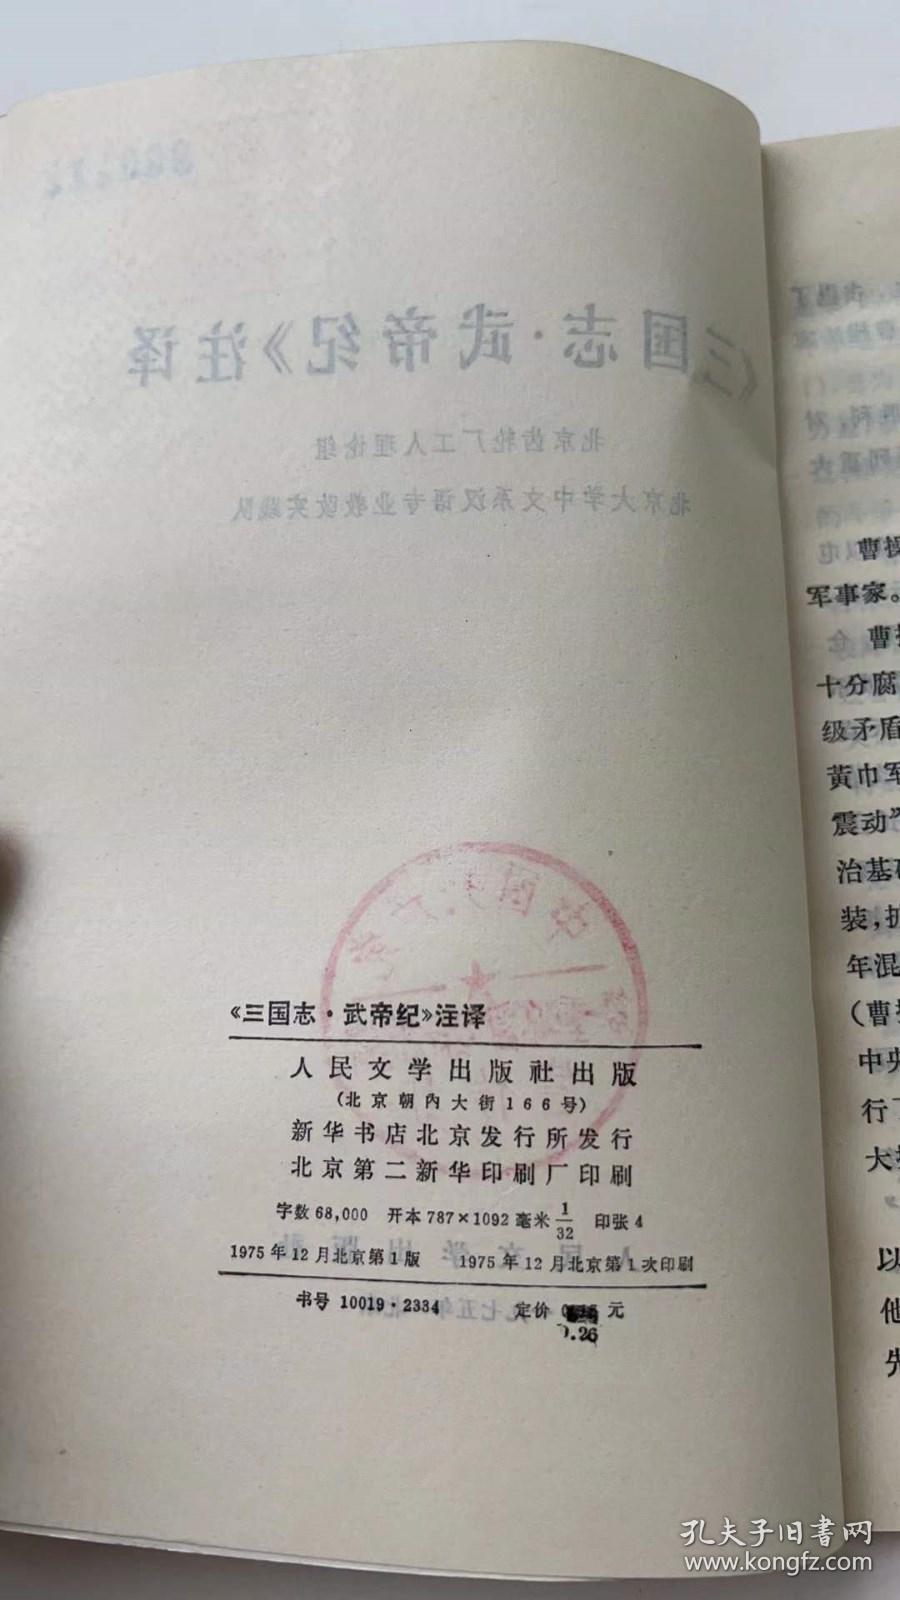 《三国志·武帝纪》注译
北京齿轮厂工人理论组
北京大学中文系汉语专业教改实践队
《三国志·武帝纪》注译
人民文学出版社出版
(北京朝内大街166号)
新华书店北京发行所发行
北京第二新华印刷厂印刷
字数68,000 开本787×1092毫米 1/32 印张4
1975年12月北京第1版 1975年12月北京第1次印刷
书号 10019·2334 定价 元
0.26
曹操
军事家。
曹
十分腐
级矛盾
黄巾军
震动”
治基
装,
年混
(曹
中央
行
大
以
他
先
孔夫子旧书网
www.kongfz.com